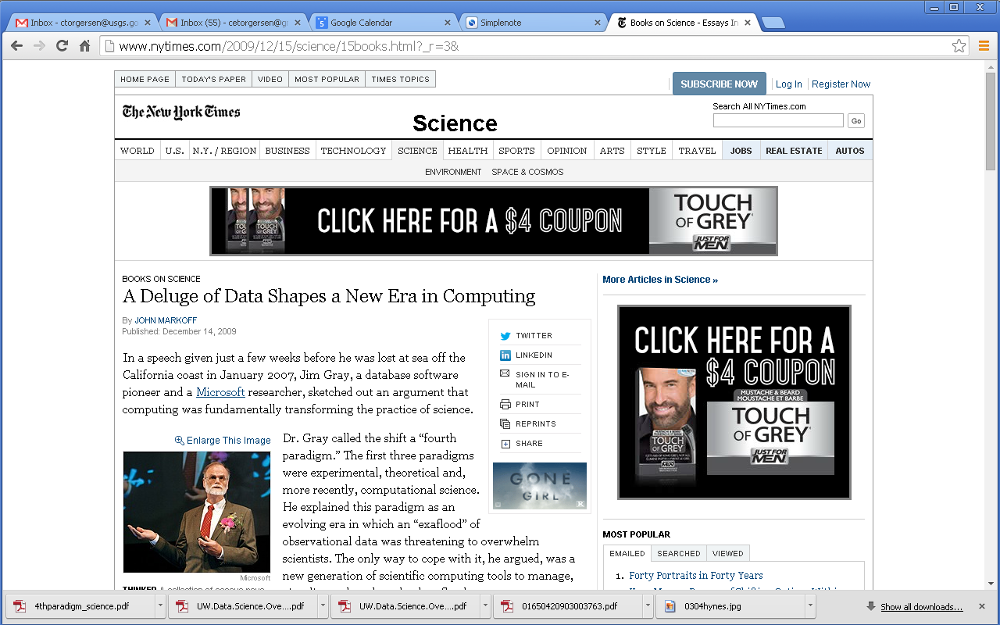 Inbox - ctorgersen@usgs.go
Inbox (55) - cetorgersen@g
5 Google Calendar
Simplenote
Books on Science - Essays In
www.nytimes.com/2009/12/15/science/15books.html?_r=3&
HOME PAGE TODAY'S PAPER VIDEO MOST POPULAR TIMES TOPICS
SUBSCRIBE NOW Log In Register Now
The New York Times
Science
Search All NYTimes.com
Go
WORLD U.S. N.Y. / REGION BUSINESS TECHNOLOGY SCIENCE HEALTH SPORTS OPINION ARTS STYLE TRAVEL JOBS REAL ESTATE AUTOS
ENVIRONMENT SPACE & COSMOS
CLICK HERE FOR A $4 COUPON
TOUCH
OF GREY
JUST FOR
MEN
BOOKS ON SCIENCE
A Deluge of Data Shapes a New Era in Computing
By JOHN MARKOFF
Published: December 14, 2009
In a speech given just a few weeks before he was lost at sea off the
California coast in January 2007, Jim Gray, a database software
pioneer and a Microsoft researcher, sketched out an argument that
computing was fundamentally transforming the practice of science.
TWITTER
LINKEDIN
SIGN IN TO E-
MAIL
PRINT
REPRINTS
SHARE
GONE
GIRL
Enlarge This Image
Microsoft
Dr. Gray called the shift a “fourth
paradigm.” The first three paradigms
were experimental, theoretical and,
more recently, computational science.
He explained this paradigm as an
evolving era in which an “exaflood” of
observational data was threatening to overwhelm
scientists. The only way to cope with it, he argued, was a
new generation of scientific computing tools to manage,
More Articles in Science »
CLICK HERE FOR A
$4 COUPON
MUSTACHE & BEARD
MOUSTACHE ET BARBE
TOUCH
OF GREY
JUST FOR
MEN
MOST POPULAR
EMAILED SEARCHED VIEWED
1. Forty Portraits in Forty Years
4thparadigm_science.pdf
UW.Data.Science.Ove....pdf
UW.Data.Science.Ove....pdf
01650420903003763.pdf
0304hynes.jpg
Show all downloads...